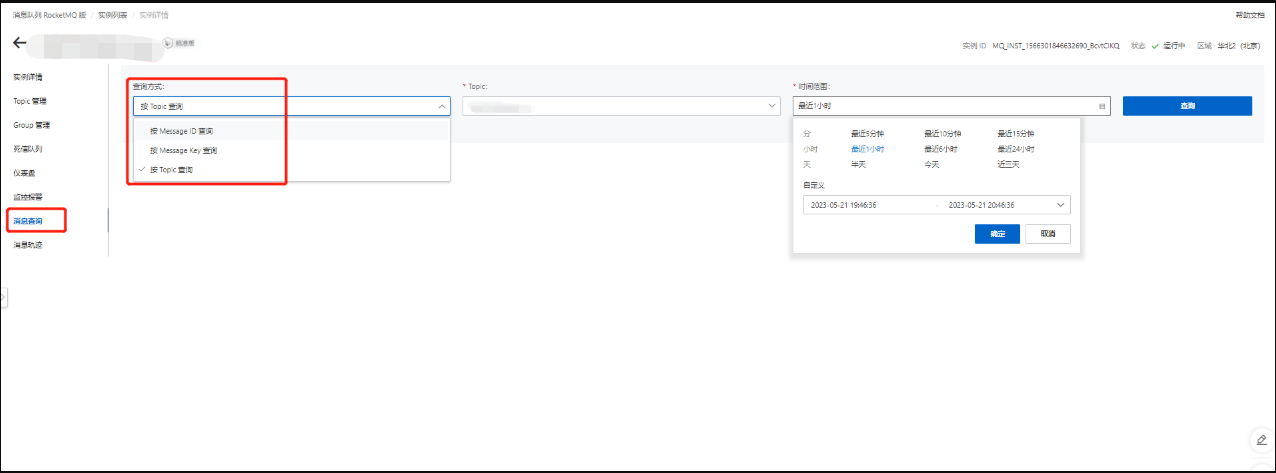 消息队列 RocketMQ 版 / 实例列表 / 实例详情
帮助文档
标准版
实例 ID MQ_INST_1566301846632690_BcvtCIKQ 状态 运行中 区域 华北2 (北京)
实例详情
Topic 管理
Group 管理
死信队列
仪表盘
监控报警
消息查询
消息轨迹
查询方式:
按 Topic 查询
按 Message ID 查询
按 Message Key 查询
按 Topic 查询
* Topic:
* 时间范围:
最近1小时
查询
分 最近5分钟 最近10分钟 最近15分钟
小时 最近1小时 最近6小时 最近24小时
天 半天 今天 近三天
自定义
2023-05-21 19:46:36 - 2023-05-21 20:46:36
确定 取消